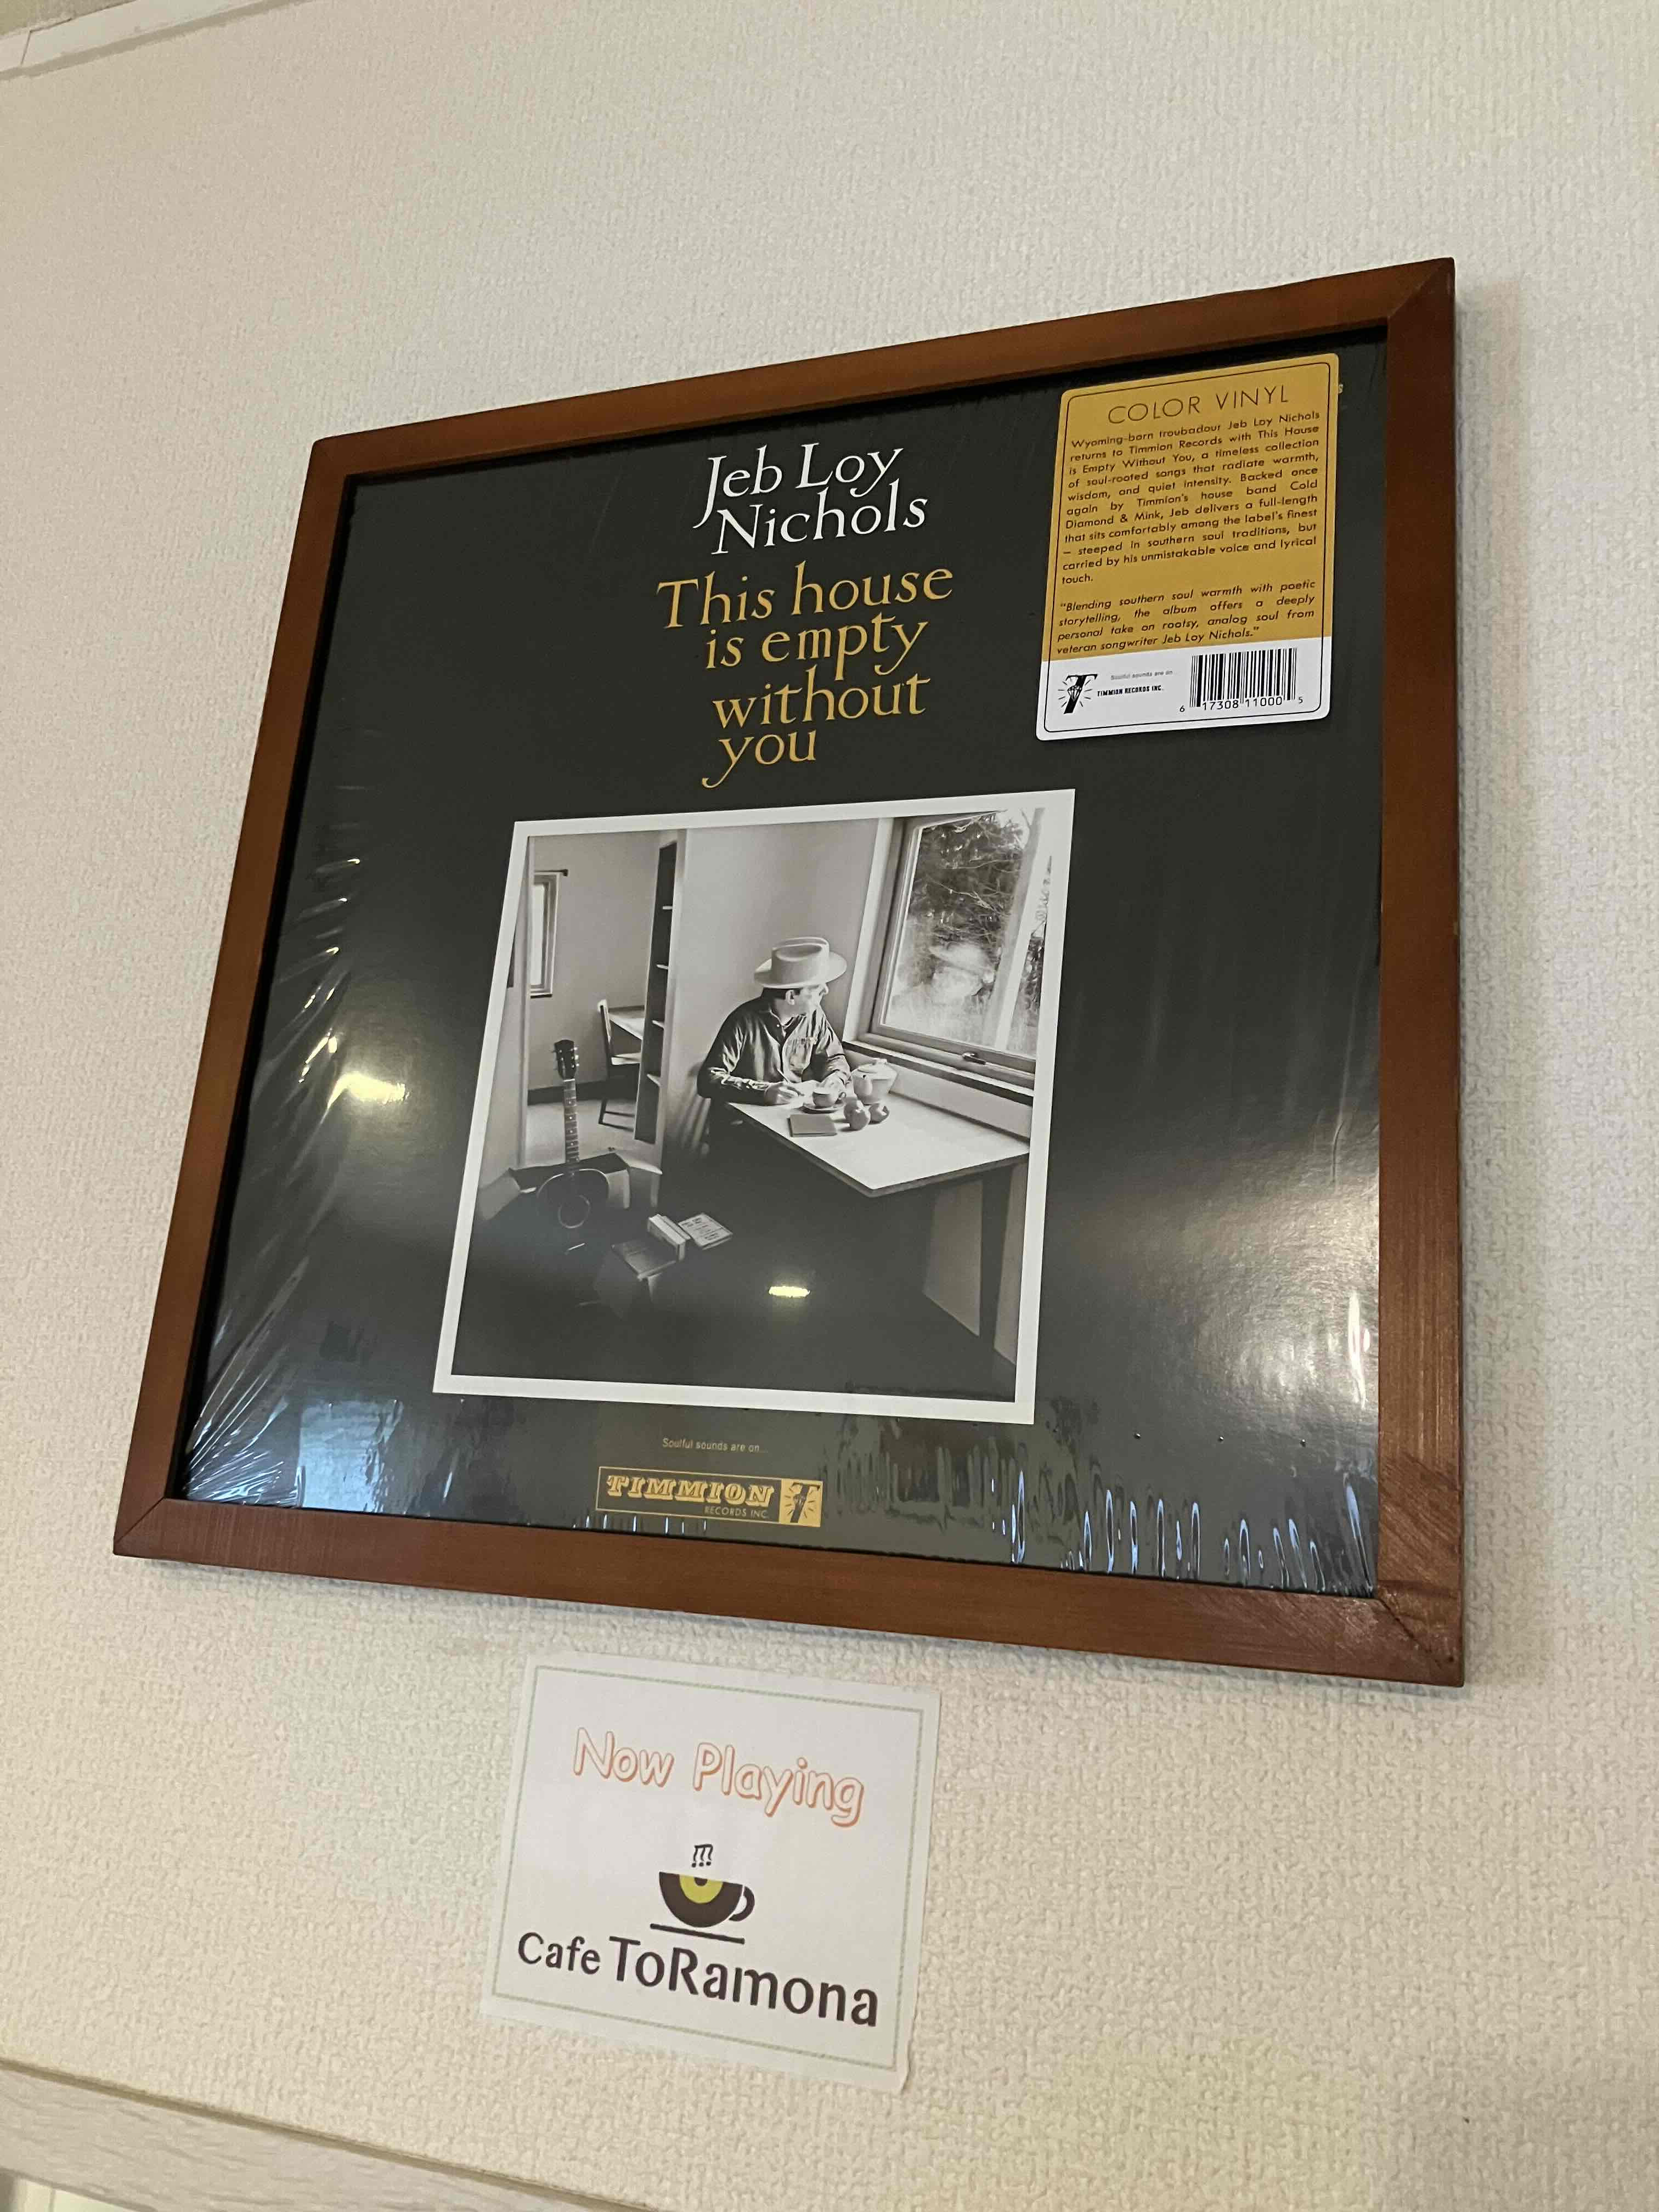 Jeb Loy
Nichols
This house
is empty
without
you
COLOR VINYL
Wyoming-born troubadour Jeb Loy Nichols
returns to Timmion Records with This House
is Empty Without You, a timeless collection
of soul-rooted songs that radiate warmth,
wisdom, and quiet intensity. Backed once
again by Timmion's house band Cold
Diamond & Mink, Jeb delivers a full-length
that sits comfortably among the label's finest
– steeped in southern soul traditions, but
carried by his unmistakable voice and lyrical
touch.
"Blending southern soul warmth with poetic
storytelling, the album offers a deeply
personal take on rootsy, analog soul from
veteran songwriter Jeb Loy Nichols."
Soulful sounds are on
TIMMION RECORDS INC.
6 17308 11000 5
Soulful sounds are on...
TIMMION
RECORDS INC.
Now Playing
Cafe ToRamona